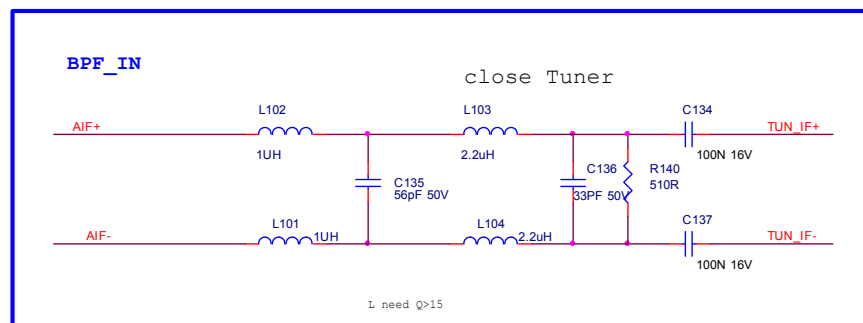 BPF_IN
close Tuner
L102
L103
C134
AIF+
TUN_IF+
1UH
2.2uH
100N 16V
C135
56pF 50V
C136
33PF 50V
R140
510R
L101
1UH
L104
2.2uH
C137
AIF-
TUN_IF-
100N 16V
L need Q>15